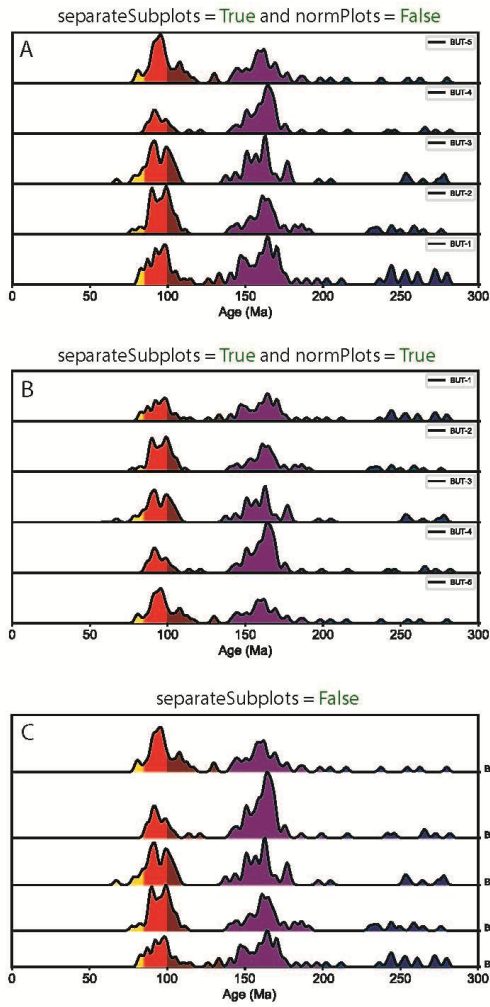 separateSubplots = True and normPlots = False
A
BUT-5
BUT-4
BUT-3
BUT-2
BUT-1
0 50 100 150 200 250 300
Age (Ma)
separateSubplots = True and normPlots = True
B
BUT-1
BUT-2
BUT-3
BUT-4
BUT-5
0 50 100 150 200 250 300
Age (Ma)
separateSubplots = False
C
B
B
B
B
B
0 50 100 150 200 250 300
Age (Ma)